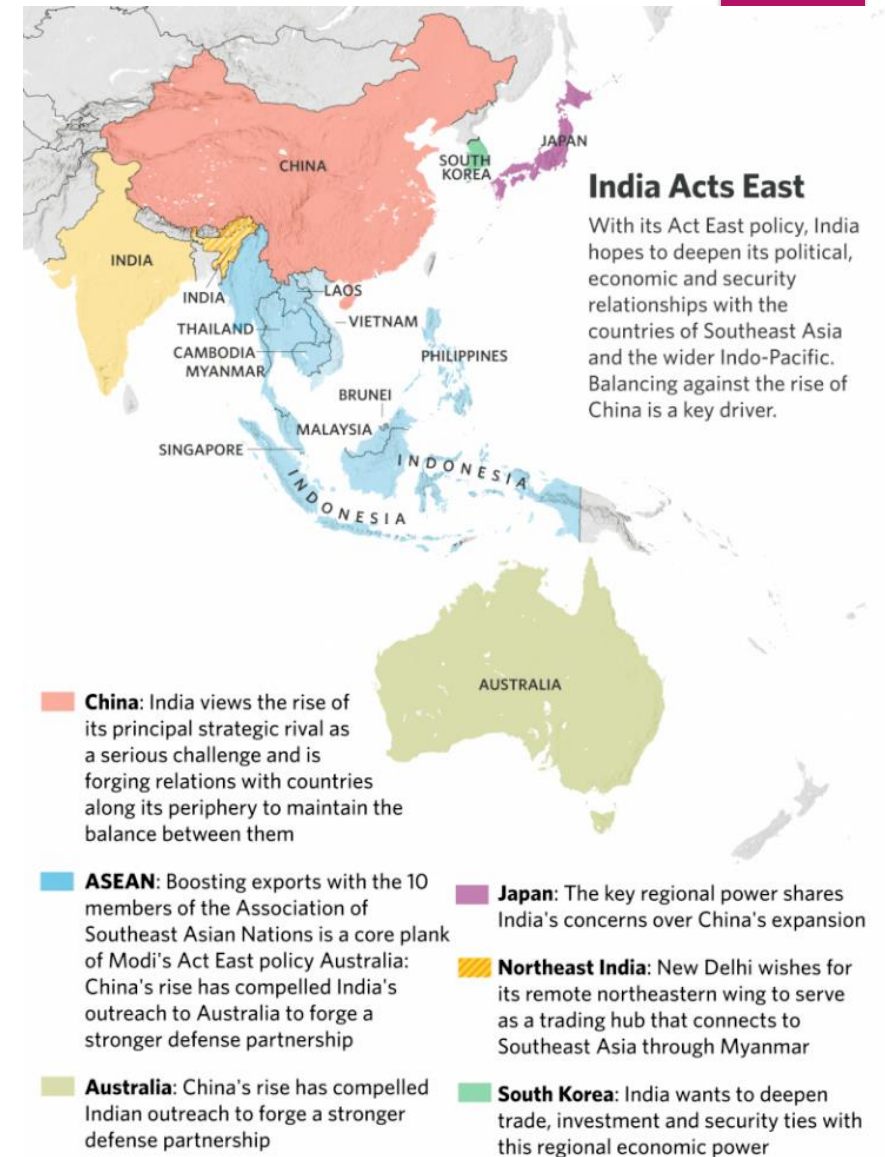 CHINA
JAPAN
SOUTH
KOREA
India Acts East
With its Act East policy, India
hopes to deepen its political,
economic and security
relationships with the
countries of Southeast Asia
and the wider Indo-Pacific.
Balancing against the rise of
China is a key driver.
INDIA
INDIA
LAOS
THAILAND
VIETNAM
CAMBODIA
MYANMAR
PHILIPPINES
BRUNEI
MALAYSIA
SINGAPORE
INDONESIA
INDONESIA
AUSTRALIA
China: India views the rise of
its principal strategic rival as
a serious challenge and is
forging relations with countries
along its periphery to maintain the
balance between them
ASEAN: Boosting exports with the 10
members of the Association of
Southeast Asian Nations is a core plank
of Modi's Act East policy Australia:
China's rise has compelled India's
outreach to Australia to forge a
stronger defense partnership
Australia: China's rise has compelled
Indian outreach to forge a stronger
defense partnership
Japan: The key regional power shares
India's concerns over China's expansion
Northeast India: New Delhi wishes for
its remote northeastern wing to serve
as a trading hub that connects to
Southeast Asia through Myanmar
South Korea: India wants to deepen
trade, investment and security ties with
this regional economic power